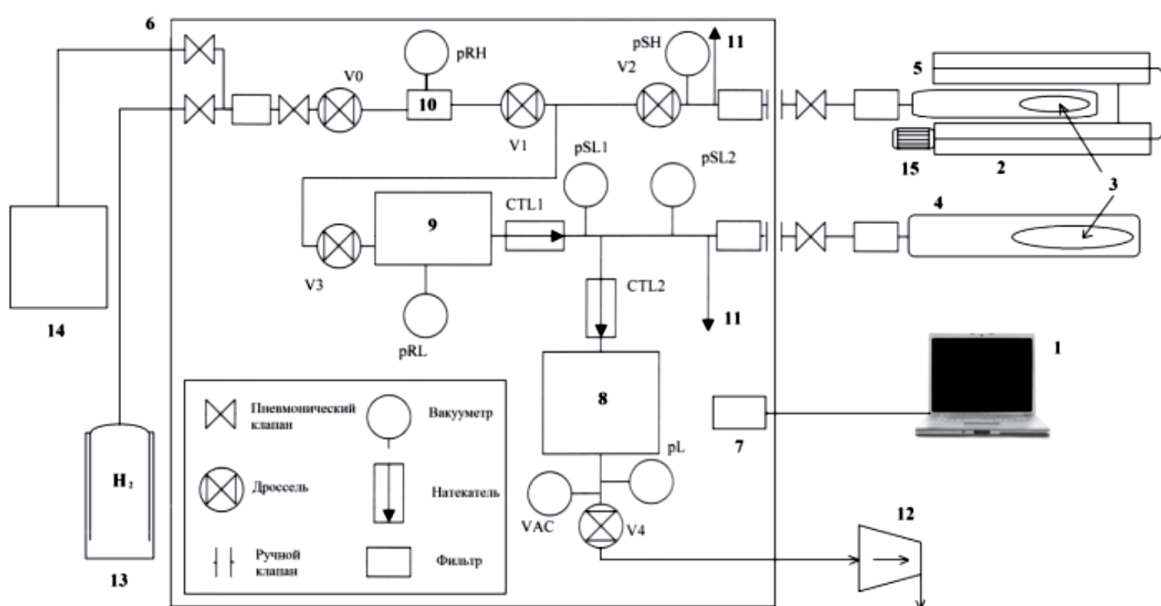 6
pRH
pSH
11
V0
V2
5
10
V1
15
2
pSL1
pSL2
3
CTL1
4
9
V3
CTL2
14
11
pRL
1
8
Пневмонический
клапан
Вакууметр
7
pL
H₂
Дроссель
Натекатель
VAC
V4
12
Ручной
клапан
Фильтр
13